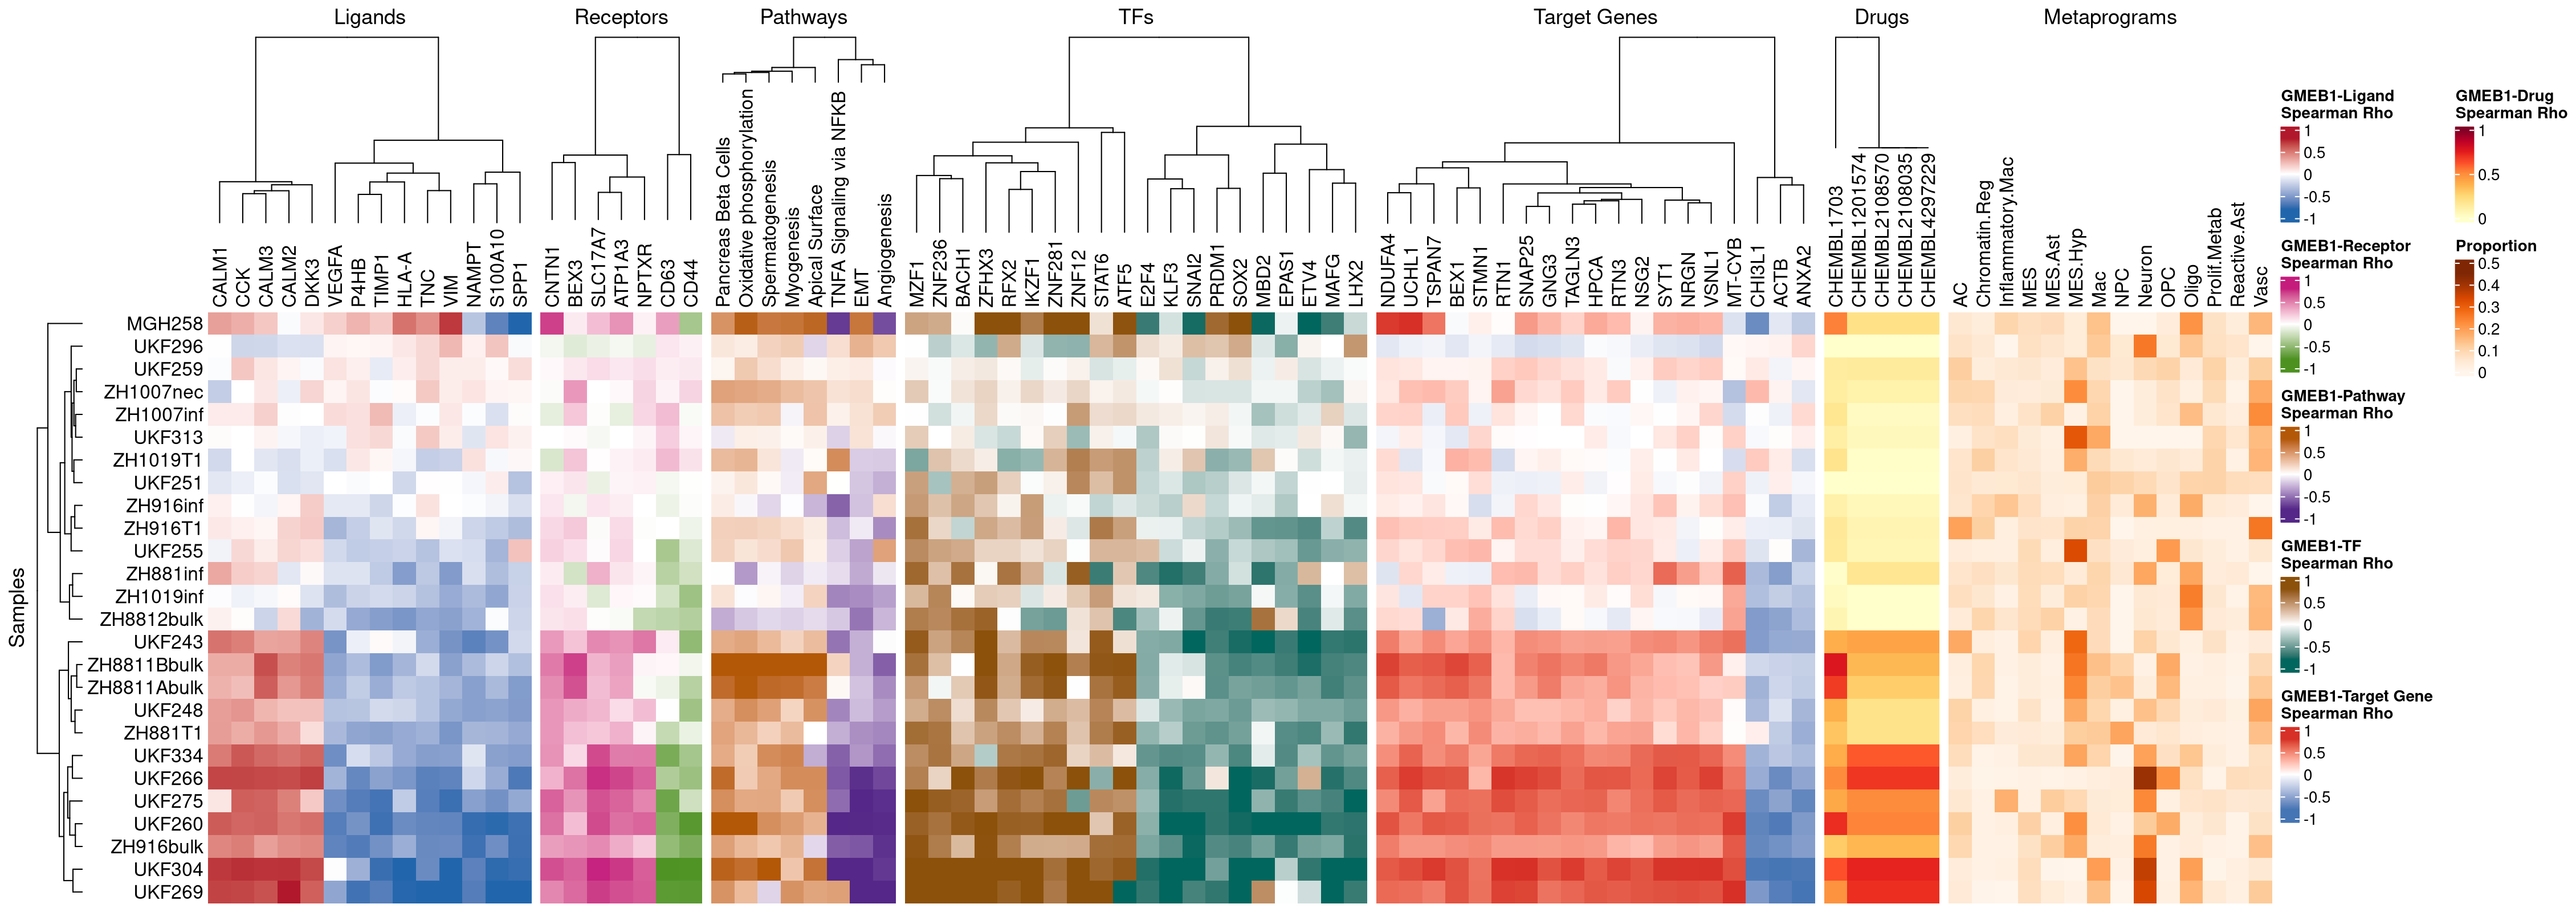 Ligands
Receptors
Pathways
TFs
Target Genes
Drugs
Metaprograms
CALM1
CCK
CALM3
CALM2
DKK3
VEGFA
P4HB
TIMP1
HLA-A
TNC
VIM
NAMPT
S100A10
SPP1
CNTN1
BEX3
SLC17A7
ATP1A3
NPTXR
CD63
CD44
Pancreas Beta Cells
Oxidative phosphorylation
Spermatogenesis
Myogenesis
Apical Surface
TNFA Signaling via NFKB
EMT
Angiogenesis
MZF1
ZNF236
BACH1
ZFHX3
RFX2
IKZF1
ZNF281
ZNF12
STAT6
ATF5
E2F4
KLF3
SNAI2
PRDM1
SOX2
MBD2
EPAS1
ETV4
MAFG
LHX2
NDUFA4
UCHL1
TSPAN7
BEX1
STMN1
RTN1
SNAP25
GNG3
TAGLN3
HPCA
RTN3
NSG2
SYT1
NRGN
VSNL1
MT-CYB
CHI3L1
ACTB
ANXA2
CHEMBL1703
CHEMBL1201574
CHEMBL2108570
CHEMBL2108035
CHEMBL4297229
AC
Chromatin.Reg
Inflammatory.Mac
MES
MES.Ast
MES.Hyp
Mac
NPC
Neuron
OPC
Oligo
Prolif.Metab
Reactive.Ast
Vasc
Samples
MGH258
UKF296
UKF259
ZH1007nec
ZH1007inf
UKF313
ZH1019T1
UKF251
ZH916inf
ZH916T1
UKF255
ZH881inf
ZH1019inf
ZH8812bulk
UKF243
ZH8811Bbulk
ZH8811Abulk
UKF248
ZH881T1
UKF334
UKF266
UKF275
UKF260
ZH916bulk
UKF304
UKF269
GMEB1-Ligand
Spearman Rho
1
0.5
0
-0.5
-1
GMEB1-Receptor
Spearman Rho
1
0.5
0
-0.5
-1
GMEB1-Pathway
Spearman Rho
1
0.5
0
-0.5
-1
GMEB1-TF
Spearman Rho
1
0.5
0
-0.5
-1
GMEB1-Target Gene
Spearman Rho
1
0.5
0
-0.5
-1
GMEB1-Drug
Spearman Rho
1
0.5
0
Proportion
0.5
0.4
0.3
0.2
0.1
0